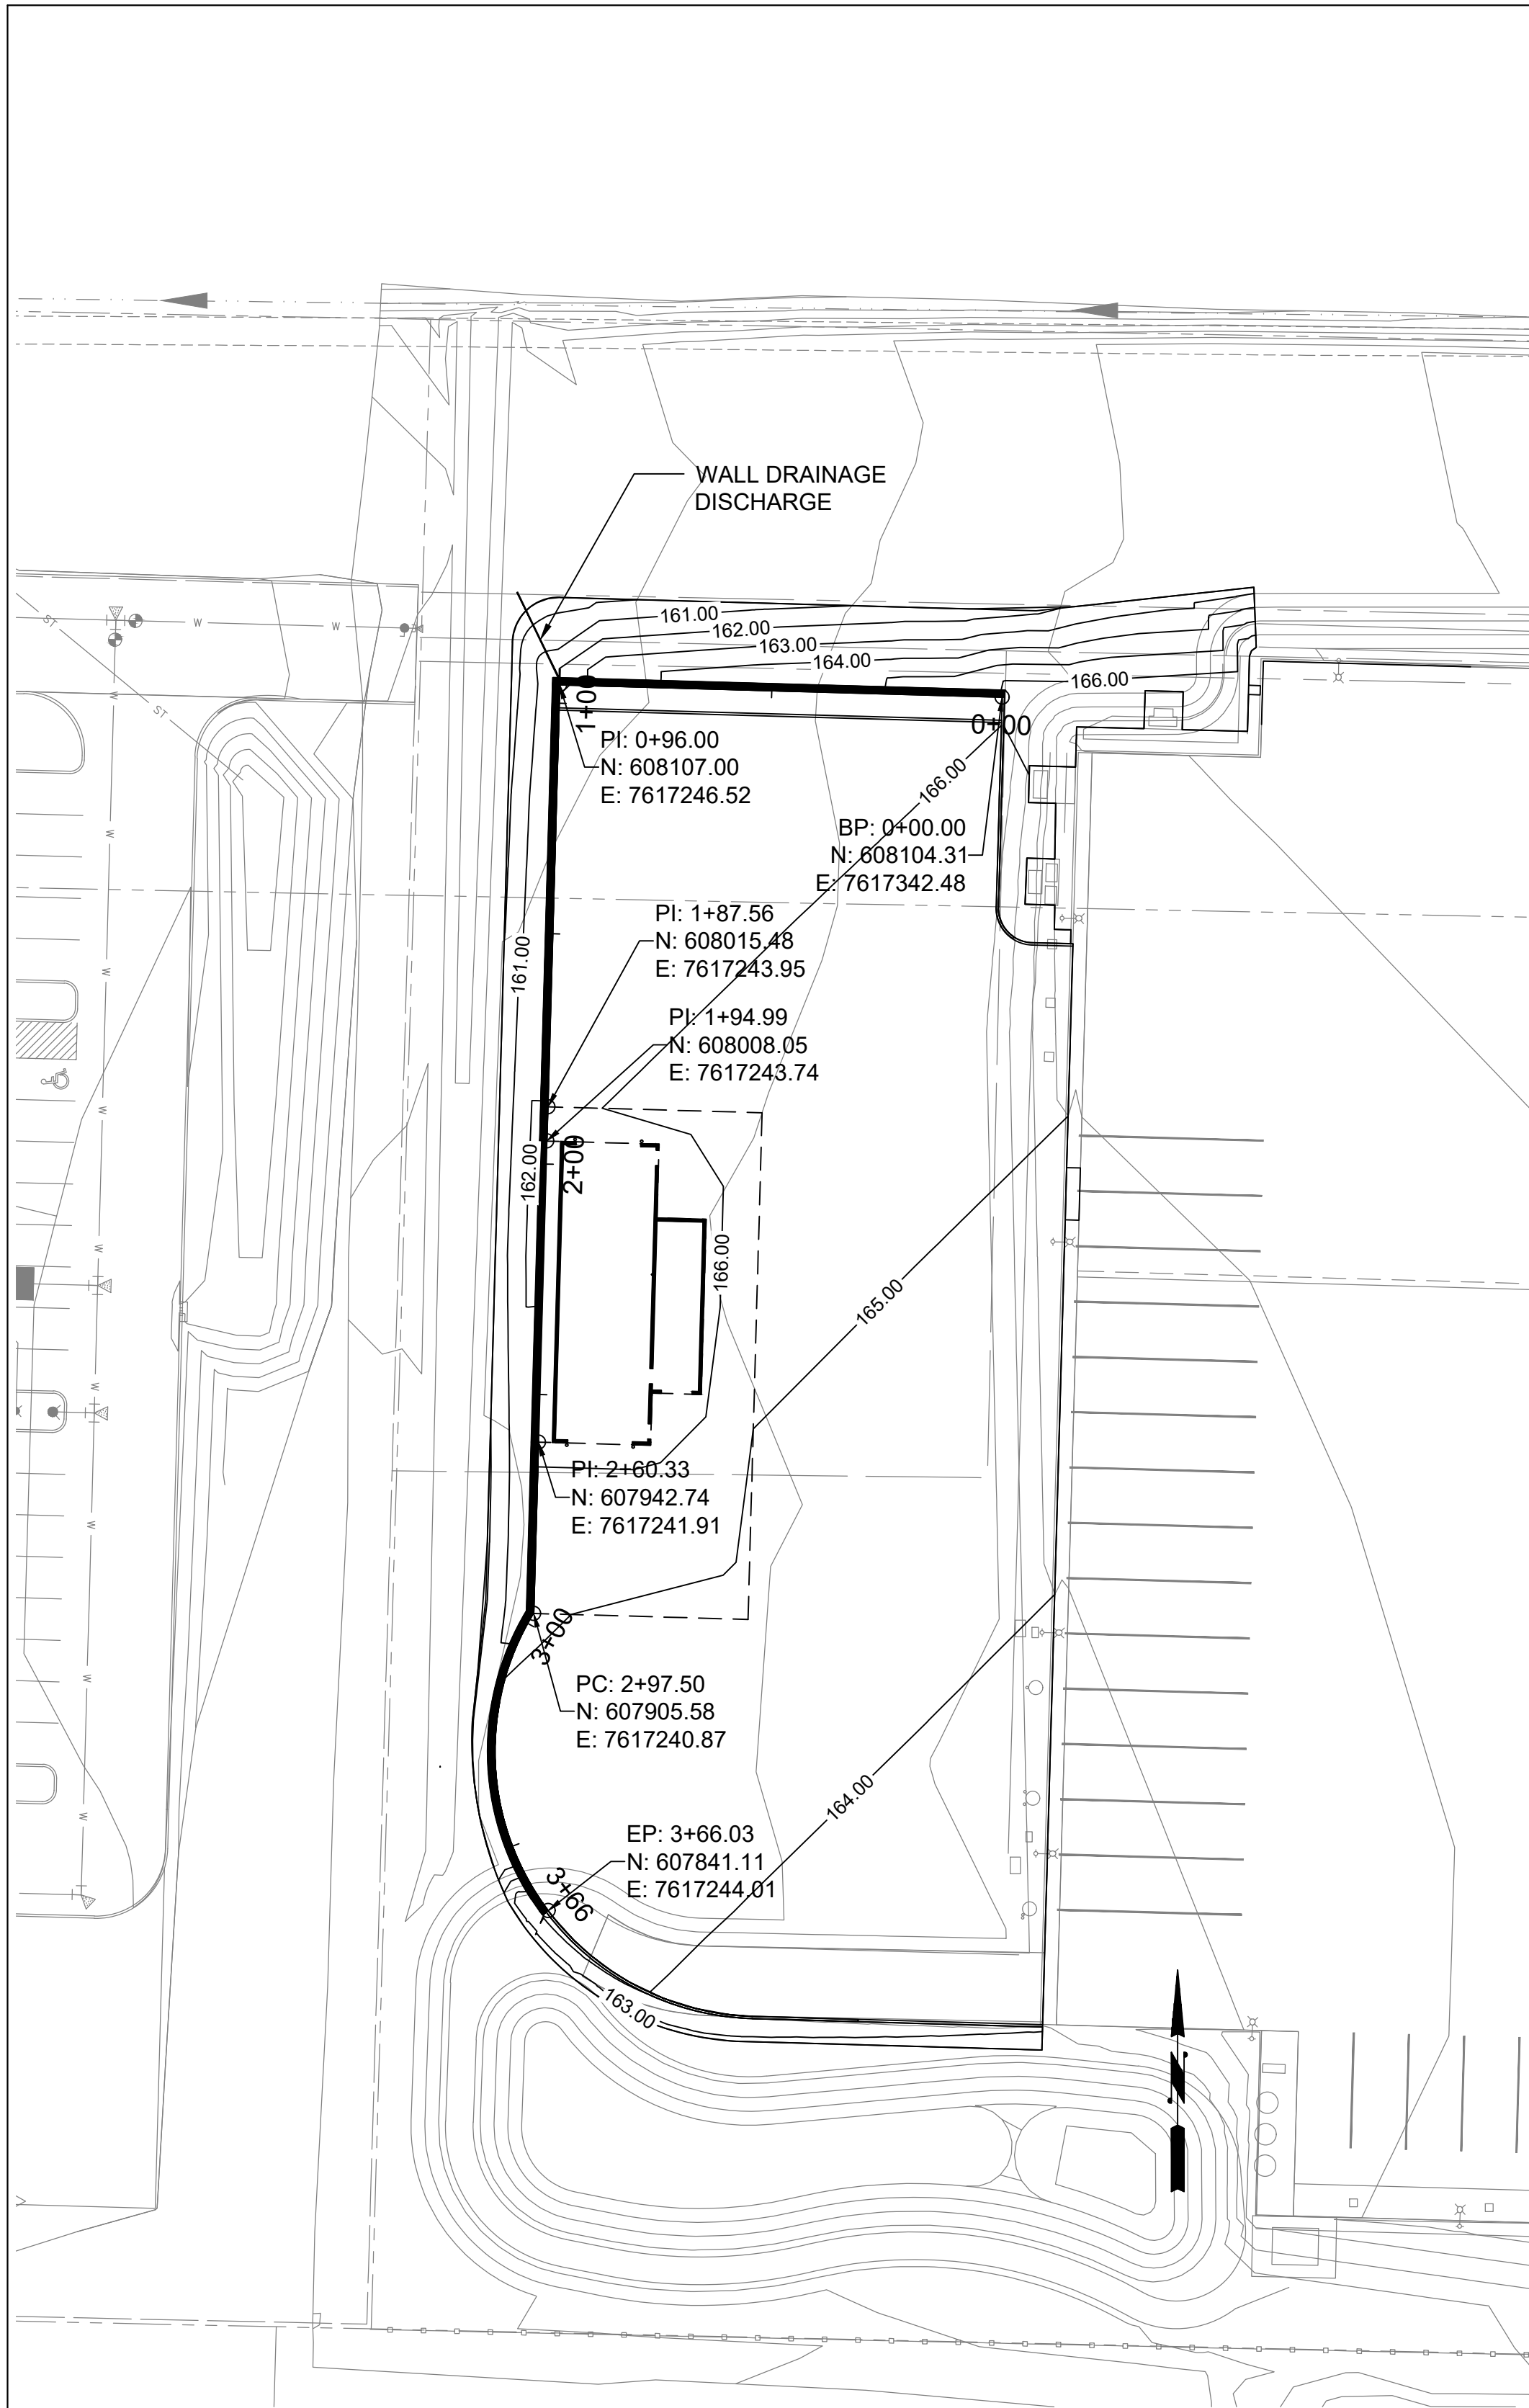 WALL DRAINAGE
DISCHARGE
161.00
162.00
163.00
164.00
166.00
1+00
0+00
PI: 0+96.00
N: 608107.00
E: 7617246.52
166.00
BP: 0+00.00
N: 608104.31
E: 7617342.48
PI: 1+87.56
N: 608015.48
E: 7617243.95
161.00
PI: 1+94.99
N: 608008.05
E: 7617243.74
162.00
2+00
166.00
165.00
PI: 2+60.33
N: 607942.74
E: 7617241.91
3+00
PC: 2+97.50
N: 607905.58
E: 7617240.87
164.00
EP: 3+66.03
N: 607841.11
E: 7617244.01
3+66
163.00
ST
ST
W
W
W
W
W
W
W
W
W
W
W
W
W
N